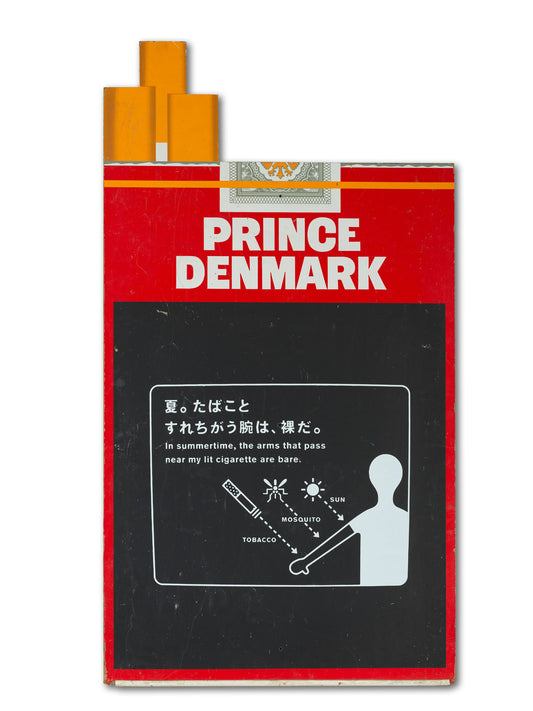 PRINCE
DENMARK
夏。たばこと
すれちがう腕は、裸だ。
In summertime, the arms that pass
near my lit cigarette are bare.
SUN
MOSQUITO
TOBACCO